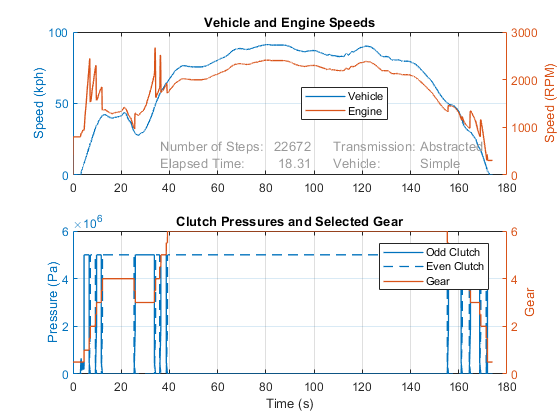 Vehicle and Engine Speeds
100
50
0
Speed (kph)
3000
2000
1000
0
Speed (RPM)
Vehicle
Engine
Number of Steps: 22672 Transmission: Abstracted
Elapsed Time: 18.31 Vehicle: Simple
0 20 40 60 80 100 120 140 160 180
Clutch Pressures and Selected Gear
×10^6
6
4
2
0
Pressure (Pa)
6
4
2
0
Gear
Odd Clutch
Even Clutch
Gear
0 20 40 60 80 100 120 140 160 180
Time (s)